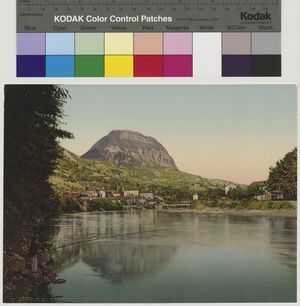 KODAK Color Control Patches
Kodak
Blue Cyan Green Yellow Red Magenta White 3/Color Black